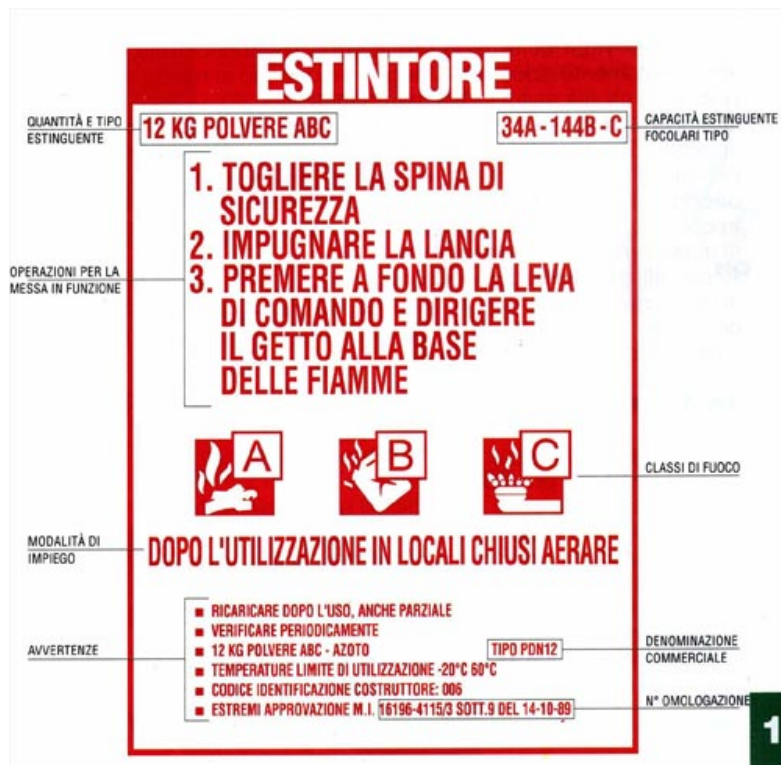 ESTINTORE
QUANTITÀ E TIPO
ESTINGUENTE
12 KG POLVERE ABC
34A - 144B - C
CAPACITÀ ESTINGUENTE
FOCOLARI TIPO
1. TOGLIERE LA SPINA DI
SICUREZZA
2. IMPUGNARE LA LANCIA
3. PREMERE A FONDO LA LEVA
DI COMANDO E DIRIGERE
IL GETTO ALLA BASE
DELLE FIAMME
OPERAZIONI PER LA
MESSA IN FUNZIONE
A
B
C
CLASSI DI FUOCO
MODALITÀ DI
IMPIEGO
DOPO L'UTILIZZAZIONE IN LOCALI CHIUSI AERARE
AVVERTENZE
■ RICARICARE DOPO L'USO, ANCHE PARZIALE
■ VERIFICARE PERIODICAMENTE
■ 12 KG POLVERE ABC - AZOTO
TIPO PDN12
■ TEMPERATURE LIMITE DI UTILIZZAZIONE -20°C 60°C
■ CODICE IDENTIFICAZIONE COSTRUTTORE: 006
■ ESTREMI APPROVAZIONE M.I. 16196-4115/3 SOTT.9 DEL 14-10-89
DENOMINAZIONE
COMMERCIALE
N° OMOLOGAZIONE
1